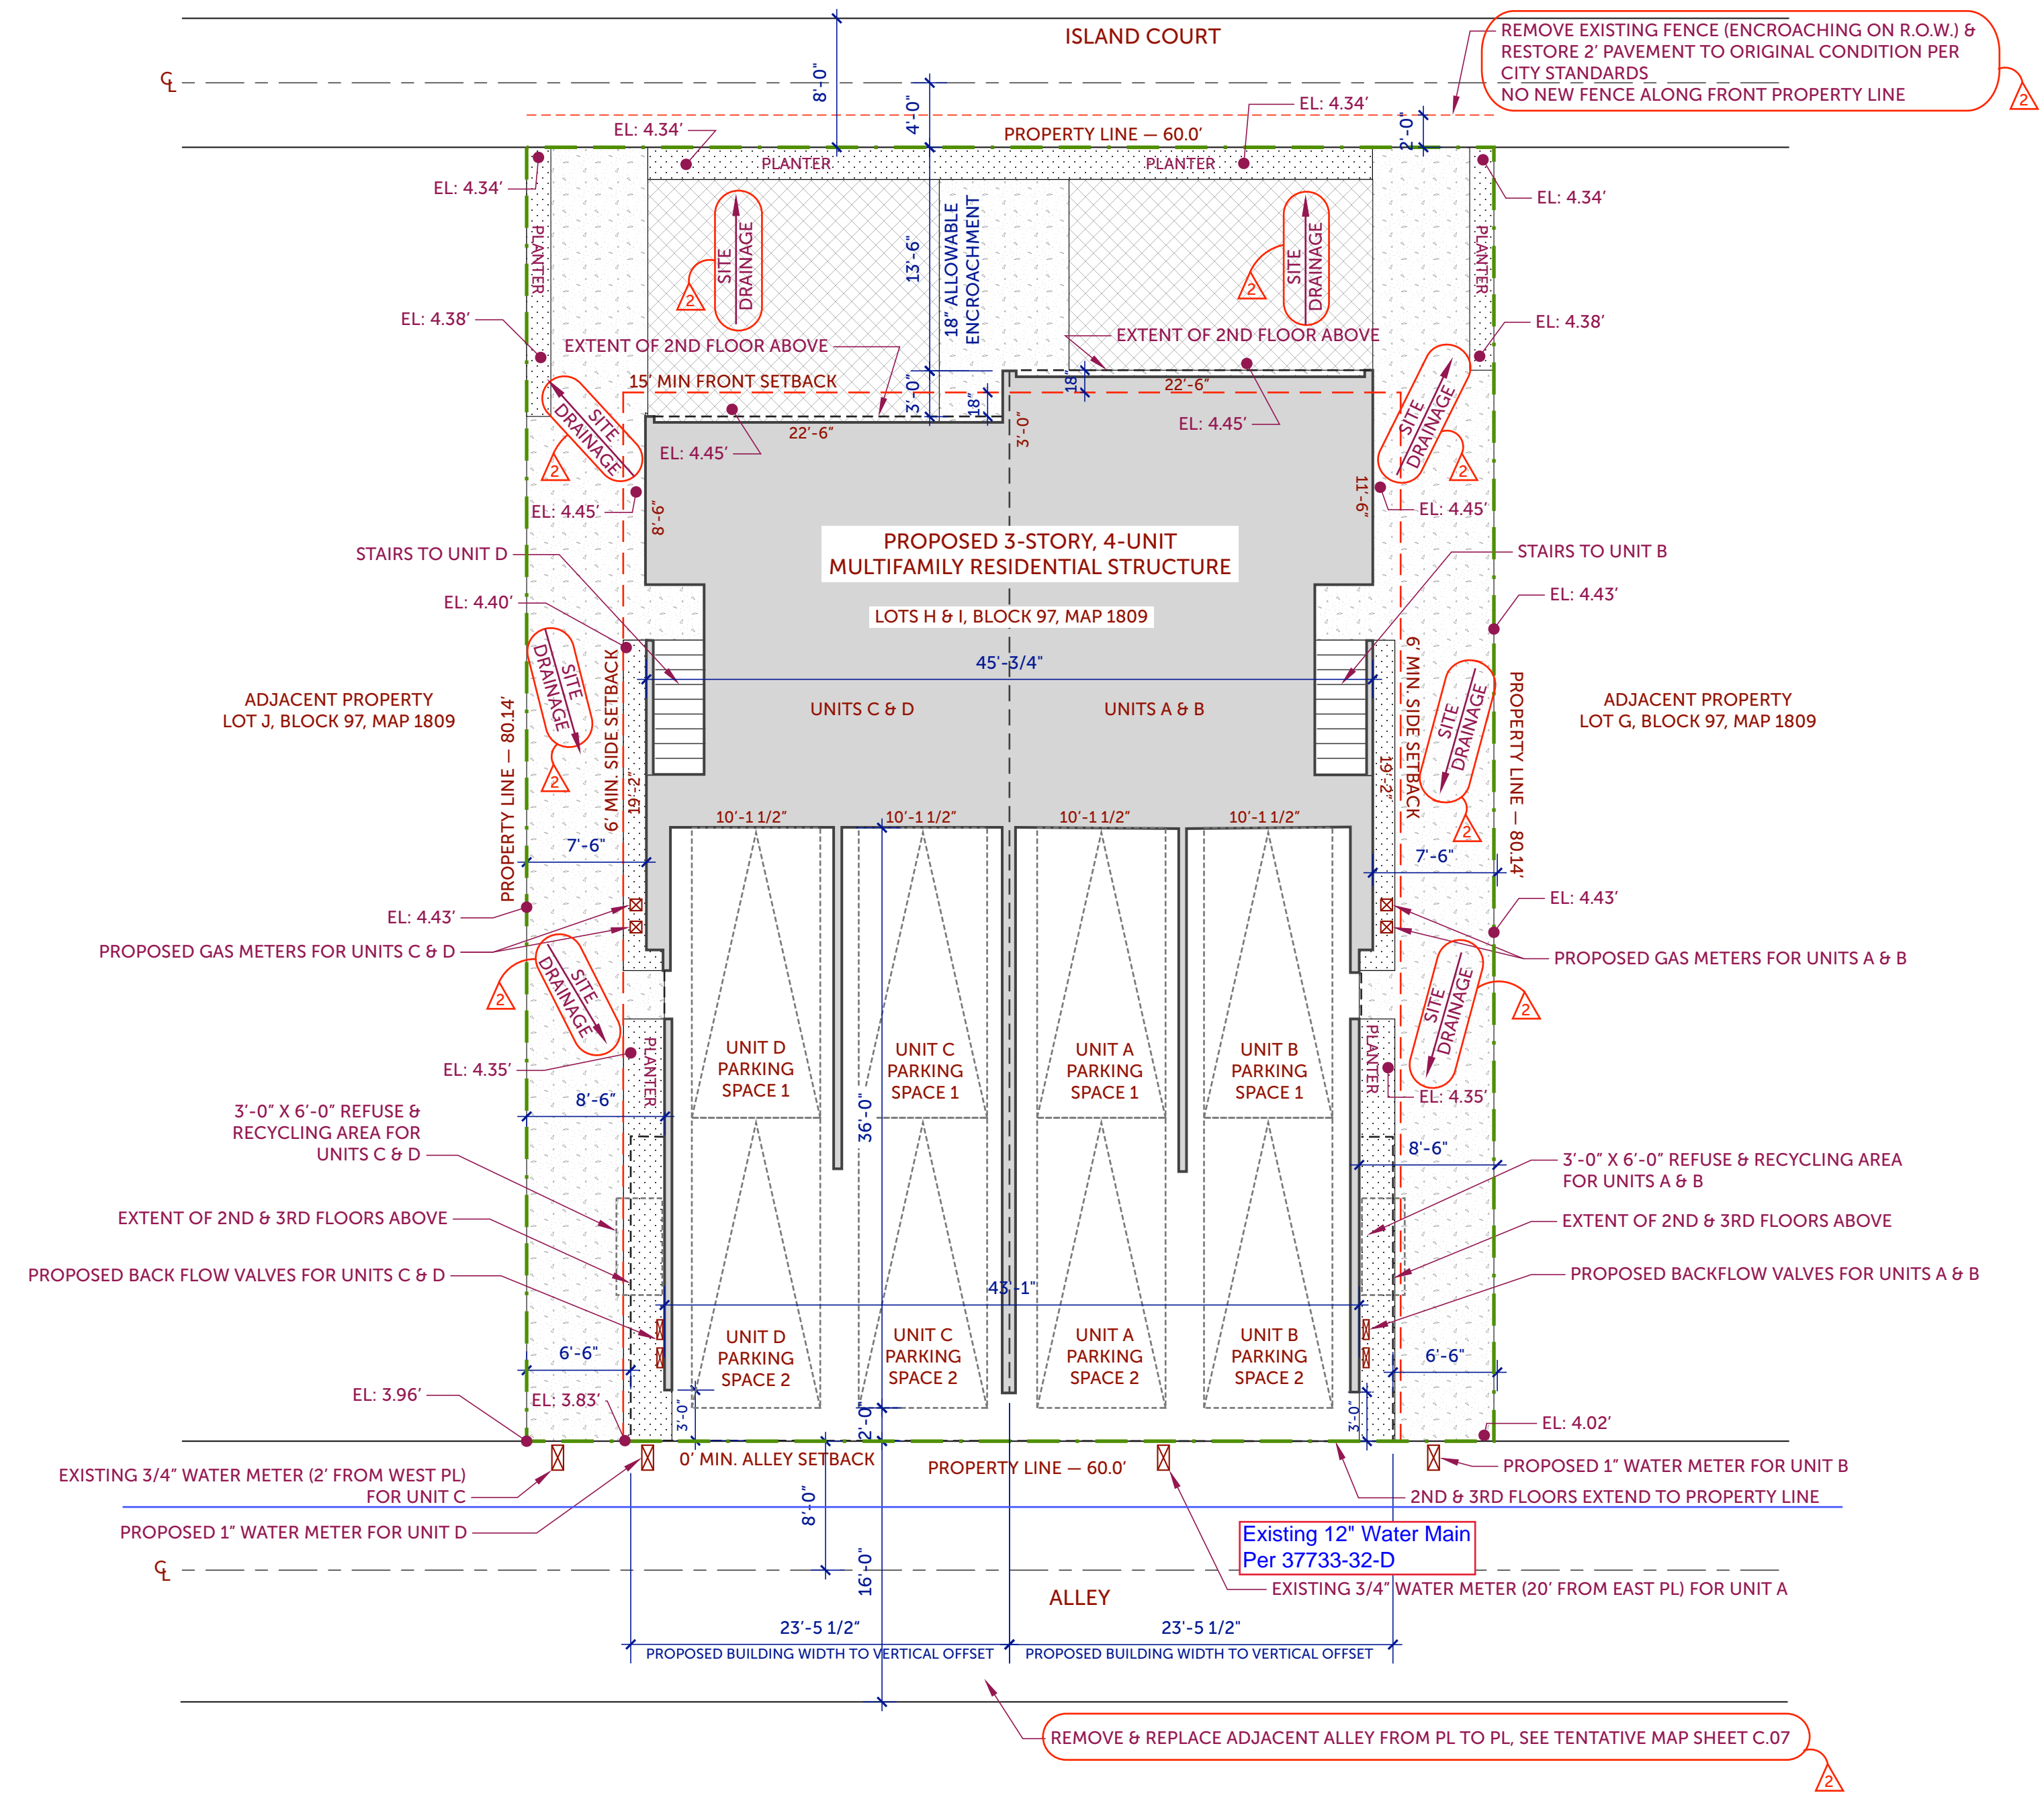 ISLAND COURT
REMOVE EXISTING FENCE (ENCROACHING ON R.O.W.) &
RESTORE 2’ PAVEMENT TO ORIGINAL CONDITION PER
CITY STANDARDS
NO NEW FENCE ALONG FRONT PROPERTY LINE
2
℄
8'-0"
4'-0"
2'-0"
EL: 4.34’
EL: 4.34’
PROPERTY LINE — 60.0’
PLANTER
PLANTER
EL: 4.34’
EL: 4.34’
PLANTER
PLANTER
SITE
DRAINAGE
2
13'-6"
18” ALLOWABLE
ENCROACHMENT
SITE
DRAINAGE
2
EL: 4.38’
EL: 4.38’
EXTENT OF 2ND FLOOR ABOVE
EXTENT OF 2ND FLOOR ABOVE
15’ MIN FRONT SETBACK
3'-0"
18"
18"
22’-6”
22’-6”
3’-0”
EL: 4.45’
EL: 4.45’
SITE
DRAINAGE
2
SITE
DRAINAGE
2
EL: 4.45’
8’-6”
11’-6”
EL: 4.45’
PROPOSED 3-STORY, 4-UNIT
MULTIFAMILY RESIDENTIAL STRUCTURE
STAIRS TO UNIT D
STAIRS TO UNIT B
EL: 4.40’
EL: 4.43’
LOTS H & I, BLOCK 97, MAP 1809
SITE
DRAINAGE
2
6’ MIN. SIDE SETBACK
45'-3/4"
6’ MIN SIDE SETBACK
SITE
DRAINAGE
2
ADJACENT PROPERTY
LOT J, BLOCK 97, MAP 1809
PROPERTY LINE — 80.14’
UNITS C & D
UNITS A & B
PROPERTY LINE — 80.14’
ADJACENT PROPERTY
LOT G, BLOCK 97, MAP 1809
19’-2”
19’-2”
10’-1 1/2”
10’-1 1/2”
10’-1 1/2”
10’-1 1/2”
7'-6"
7'-6"
EL: 4.43’
EL: 4.43’
PROPOSED GAS METERS FOR UNITS C & D
PROPOSED GAS METERS FOR UNITS A & B
SITE
DRAINAGE
2
SITE
DRAINAGE
2
EL: 4.35’
PLANTER
UNIT D
PARKING
SPACE 1
UNIT C
PARKING
SPACE 1
UNIT A
PARKING
SPACE 1
UNIT B
PARKING
SPACE 1
PLANTER
EL: 4.35’
8'-6"
36'-0"
8'-6"
3’-0” X 6’-0” REFUSE &
RECYCLING AREA FOR
UNITS C & D
3’-0” X 6’-0” REFUSE & RECYCLING AREA
FOR UNITS A & B
EXTENT OF 2ND & 3RD FLOORS ABOVE
EXTENT OF 2ND & 3RD FLOORS ABOVE
PROPOSED BACK FLOW VALVES FOR UNITS C & D
PROPOSED BACKFLOW VALVES FOR UNITS A & B
43'-1"
UNIT D
PARKING
SPACE 2
UNIT C
PARKING
SPACE 2
UNIT A
PARKING
SPACE 2
UNIT B
PARKING
SPACE 2
6'-6"
6'-6"
EL: 3.96’
EL: 3.83’
3'-0"
2'-0"
3'-0"
EL: 4.02’
0’ MIN. ALLEY SETBACK
PROPERTY LINE — 60.0’
EXISTING 3/4” WATER METER (2’ FROM WEST PL)
FOR UNIT C
PROPOSED 1” WATER METER FOR UNIT B
2ND & 3RD FLOORS EXTEND TO PROPERTY LINE
PROPOSED 1” WATER METER FOR UNIT D
8'-0"
Existing 12" Water Main
Per 37733-32-D
℄
16'-0"
EXISTING 3/4” WATER METER (20’ FROM EAST PL) FOR UNIT A
ALLEY
23'-5 1/2"
23'-5 1/2"
PROPOSED BUILDING WIDTH TO VERTICAL OFFSET
PROPOSED BUILDING WIDTH TO VERTICAL OFFSET
REMOVE & REPLACE ADJACENT ALLEY FROM PL TO PL, SEE TENTATIVE MAP SHEET C.07
2